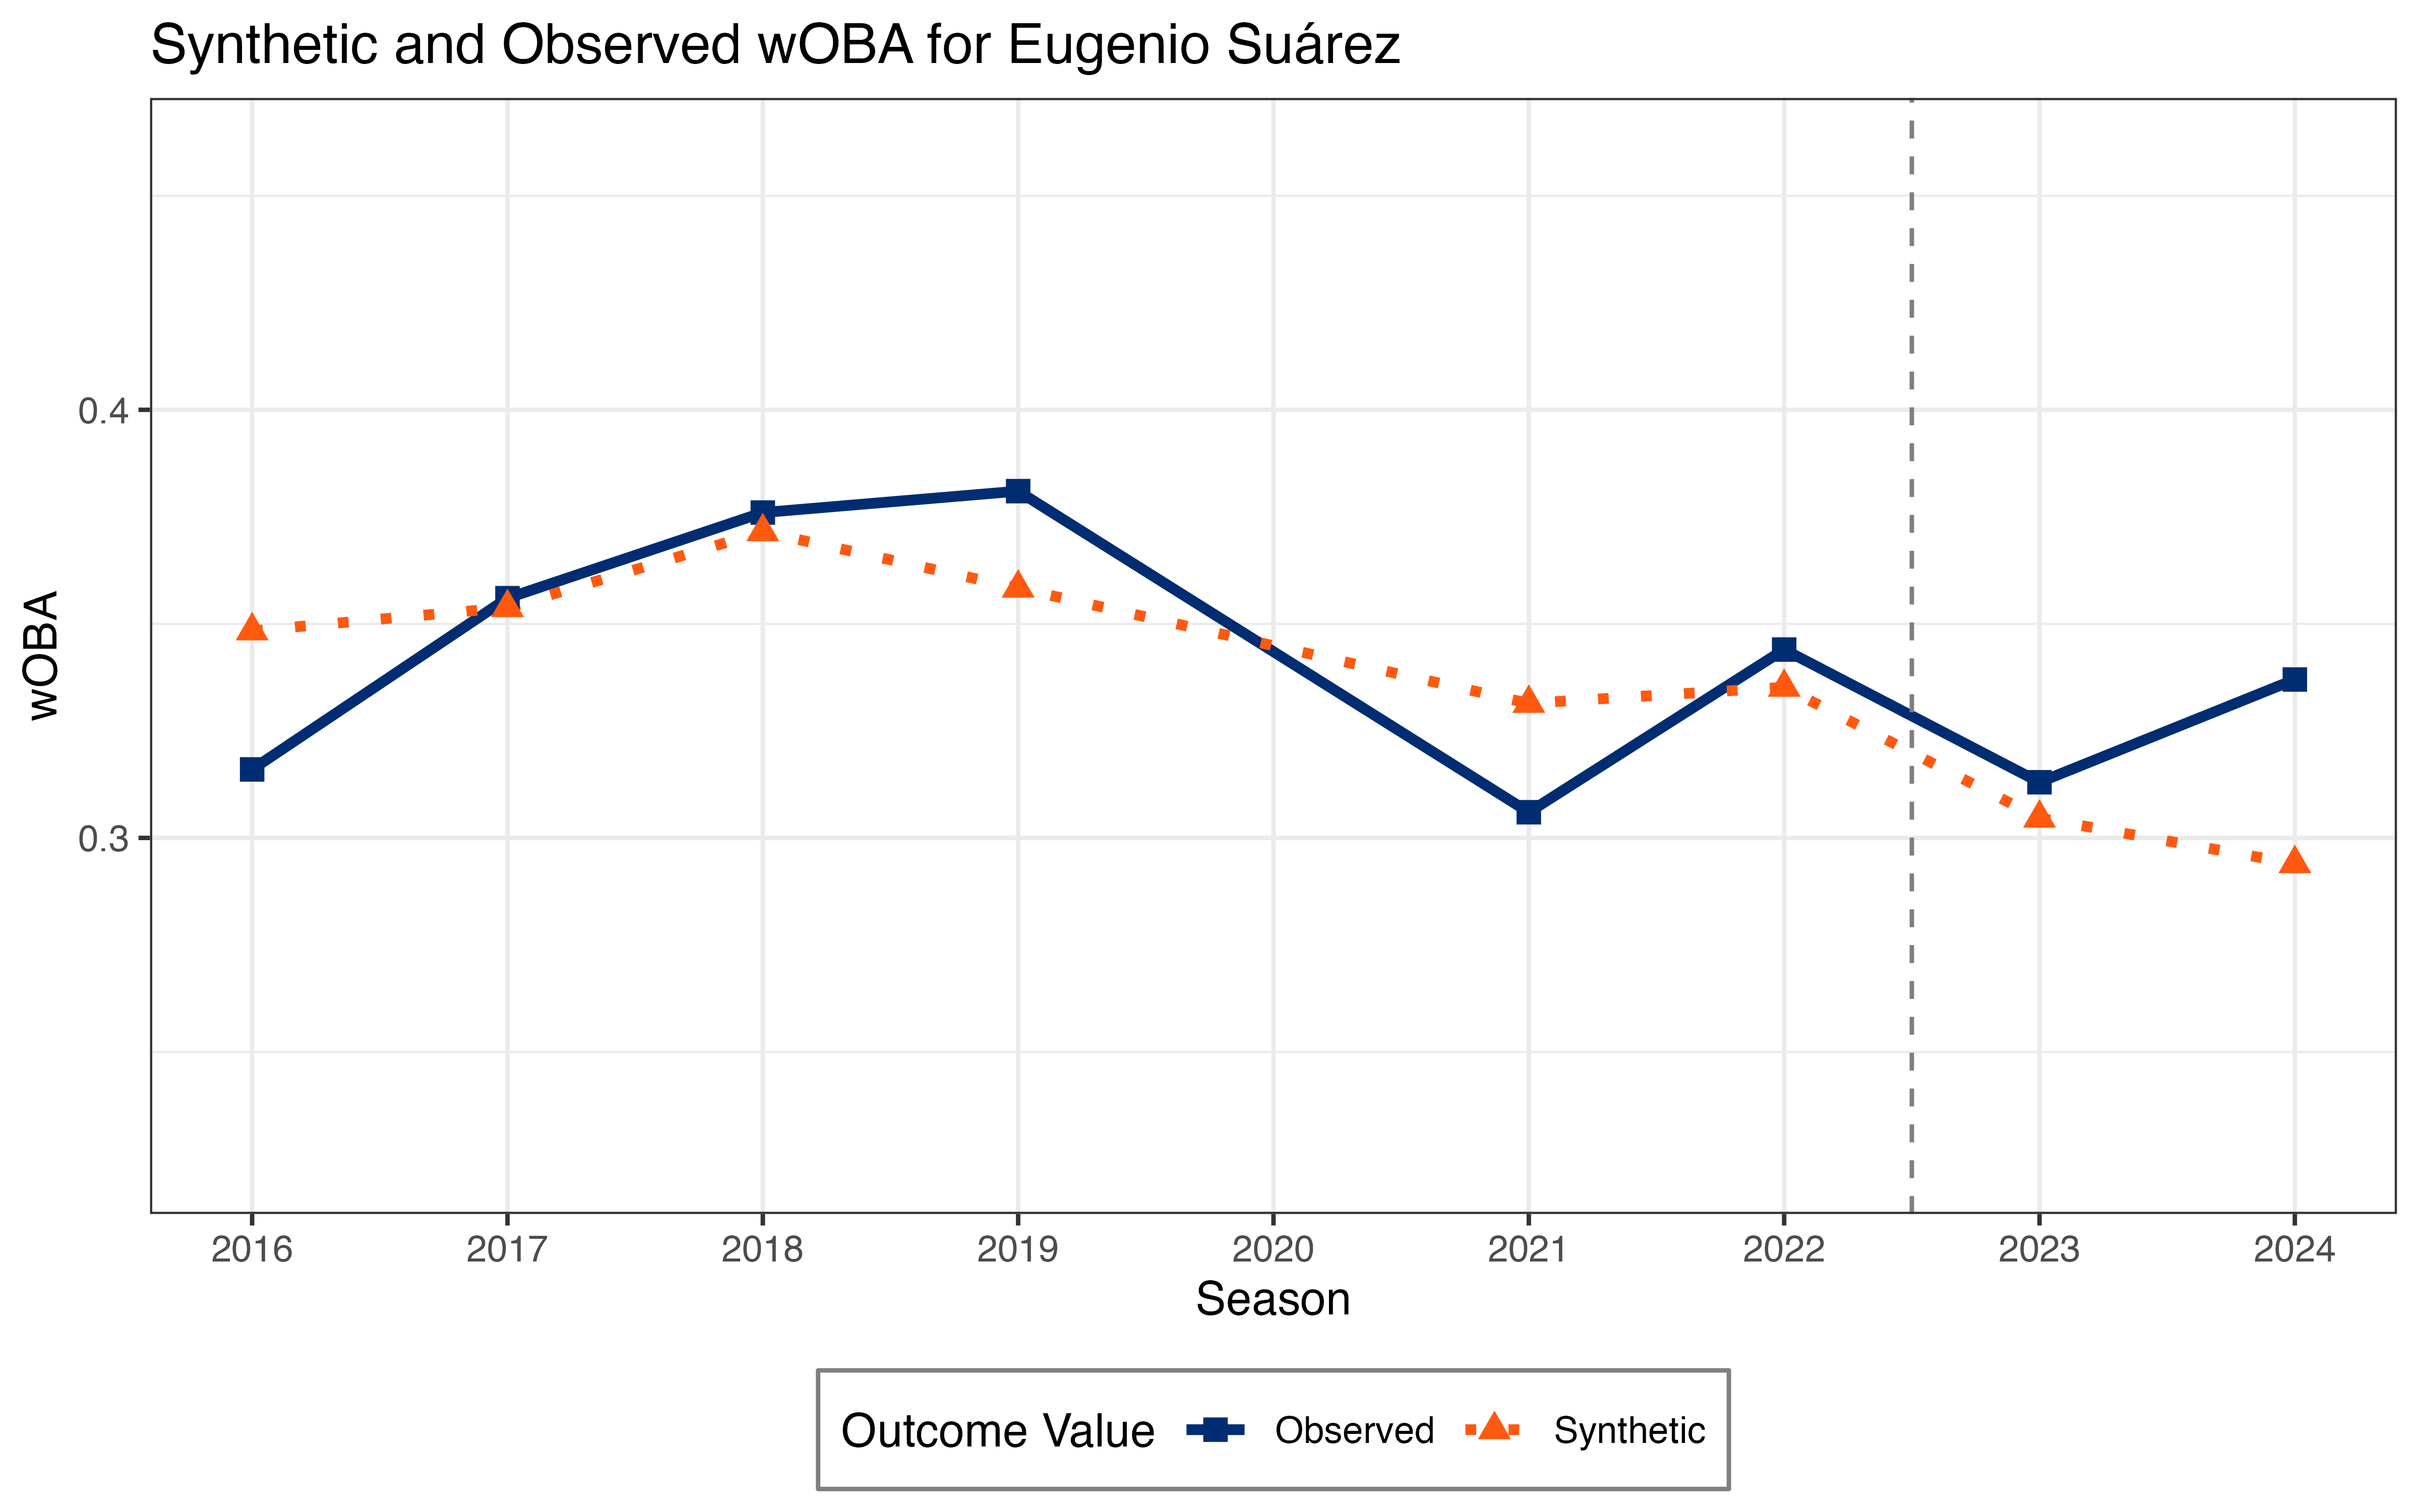 Synthetic and Observed wOBA for Eugenio Suárez
wOBA
0.4
0.3
2016 2017 2018 2019 2020 2021 2022 2023 2024
Season
Outcome Value Observed Synthetic